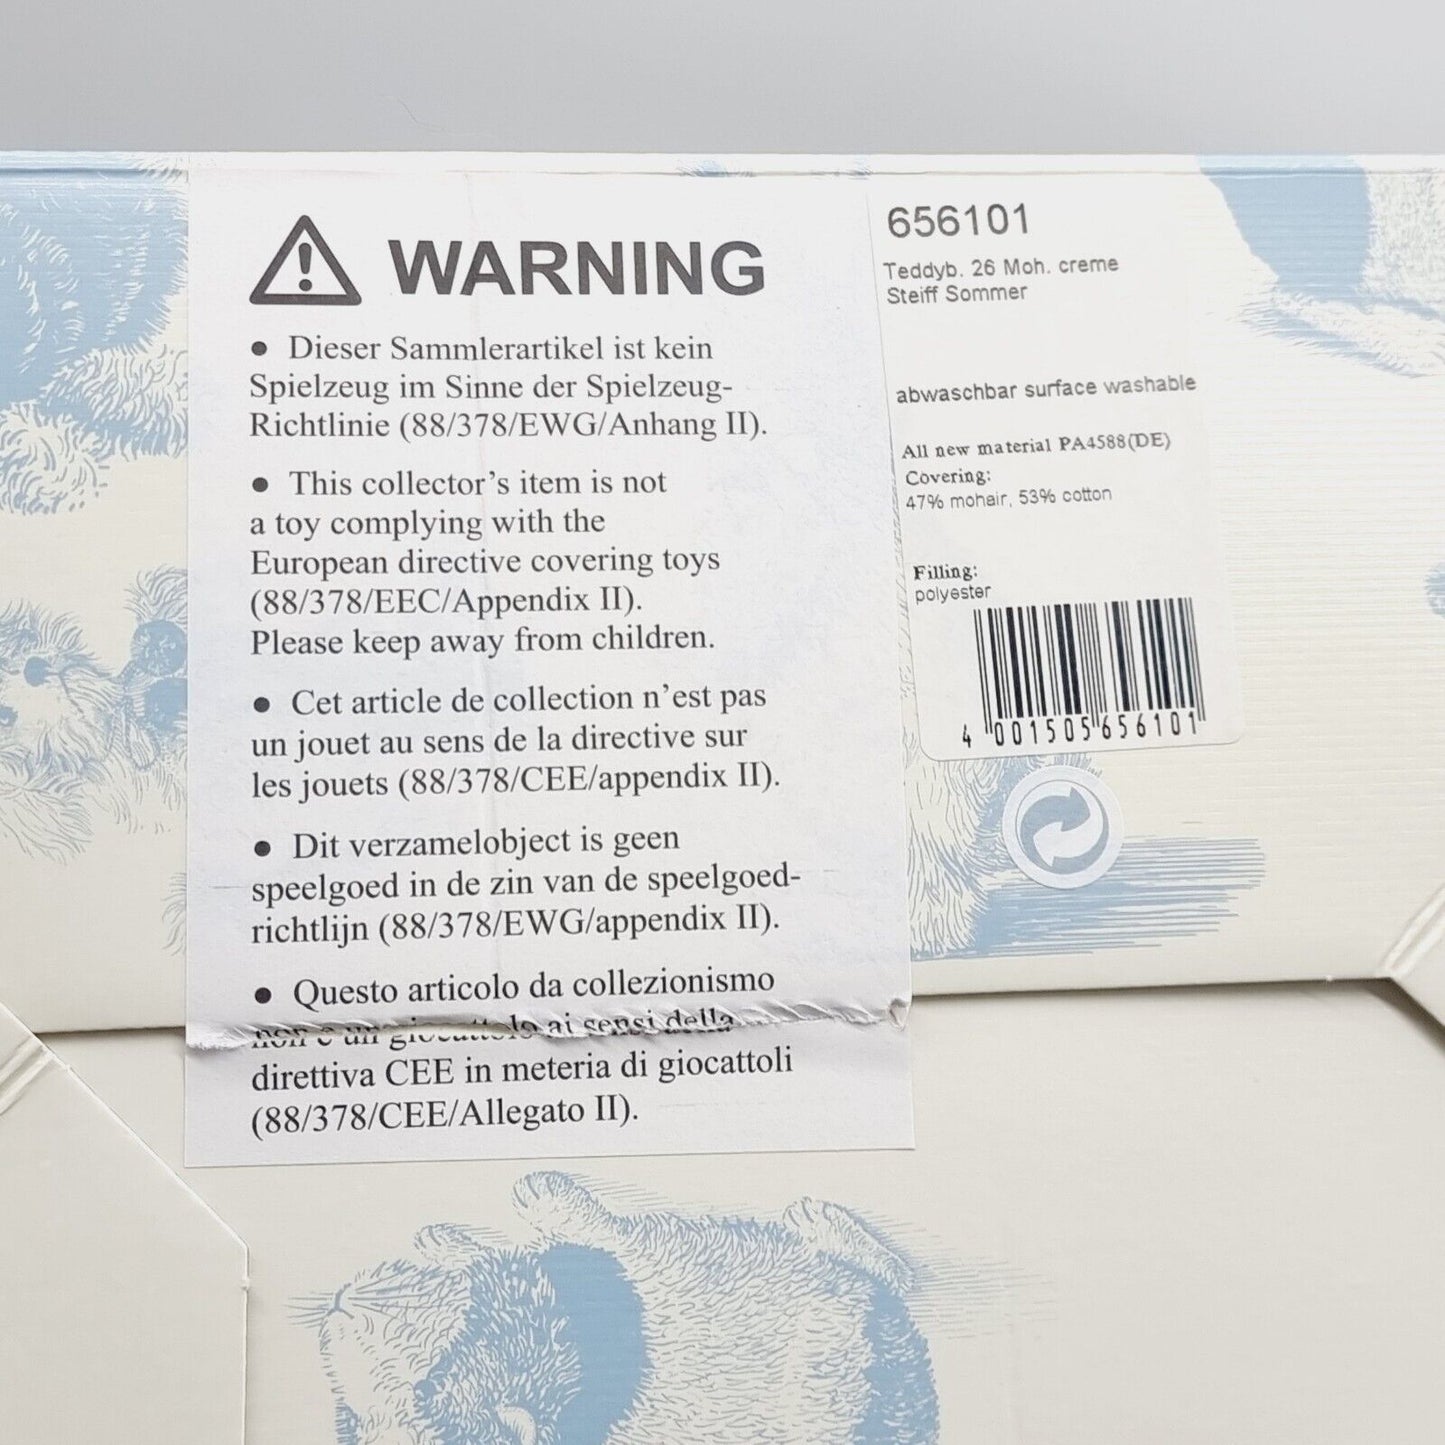 WARNING
● Dieser Sammlerartikel ist kein
Spielzeug im Sinne der Spielzeug-
Richtlinie (88/378/EWG/Anhang II).
● This collector's item is not
a toy complying with the
European directive covering toys
(88/378/EEC/Appendix II).
Please keep away from children.
● Cet article de collection n'est pas
un jouet au sens de la directive sur
les jouets (88/378/CEE/appendix II).
● Dit verzamelobject is geen
speelgoed in de zin van de speelgoed-
richtlijn (88/378/EWG/appendix II).
● Questo articolo da collezionismo
ai sensi della
direttiva CEE in meteria di giocattoli
(88/378/CEE/Allegato II).
656101
Teddyb. 26 Moh. creme
Steiff Sommer
abwaschbar surface washable
All new material PA4588(DE)
Covering:
47% mohair, 53% cotton
Filling:
polyester
4 001505 656101